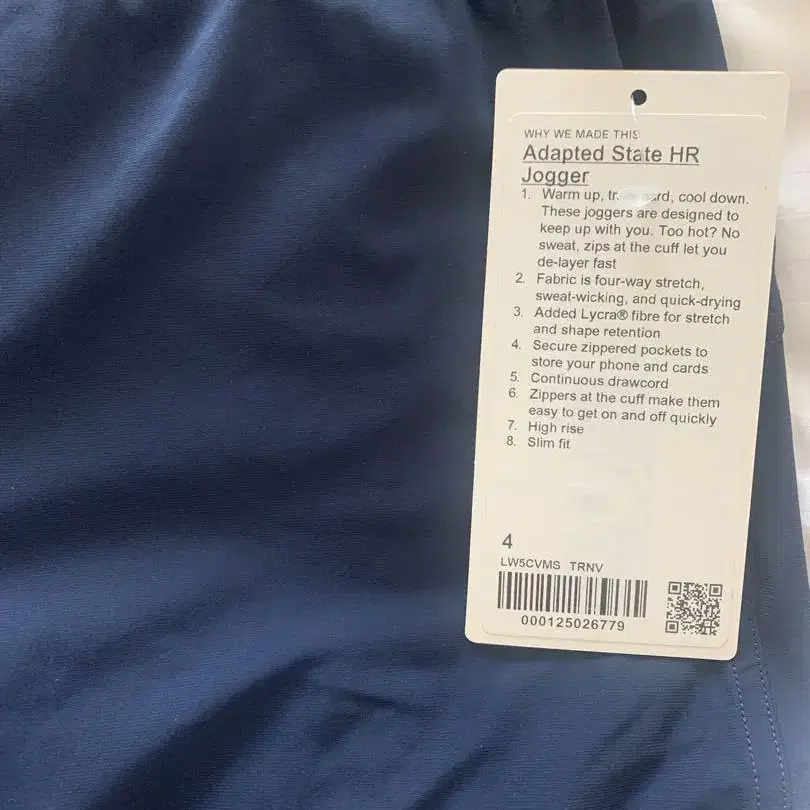 WHY WE MADE THIS
Adapted State HR
Jogger
1. Warm up, hard, cool down.
These joggers are designed to
keep up with you. Too hot? No
sweat, zips at the cuff let you
de-layer fast
2. Fabric is four-way stretch,
sweat-wicking, and quick-drying
3. Added Lycra® fibre for stretch
and shape retention
4. Secure zippered pockets to
store your phone and cards
5. Continuous drawcord
6. Zippers at the cuff make them
easy to get on and off quickly
7. High rise
8. Slim fit
4
LW5CVMS TRNV
000125026779